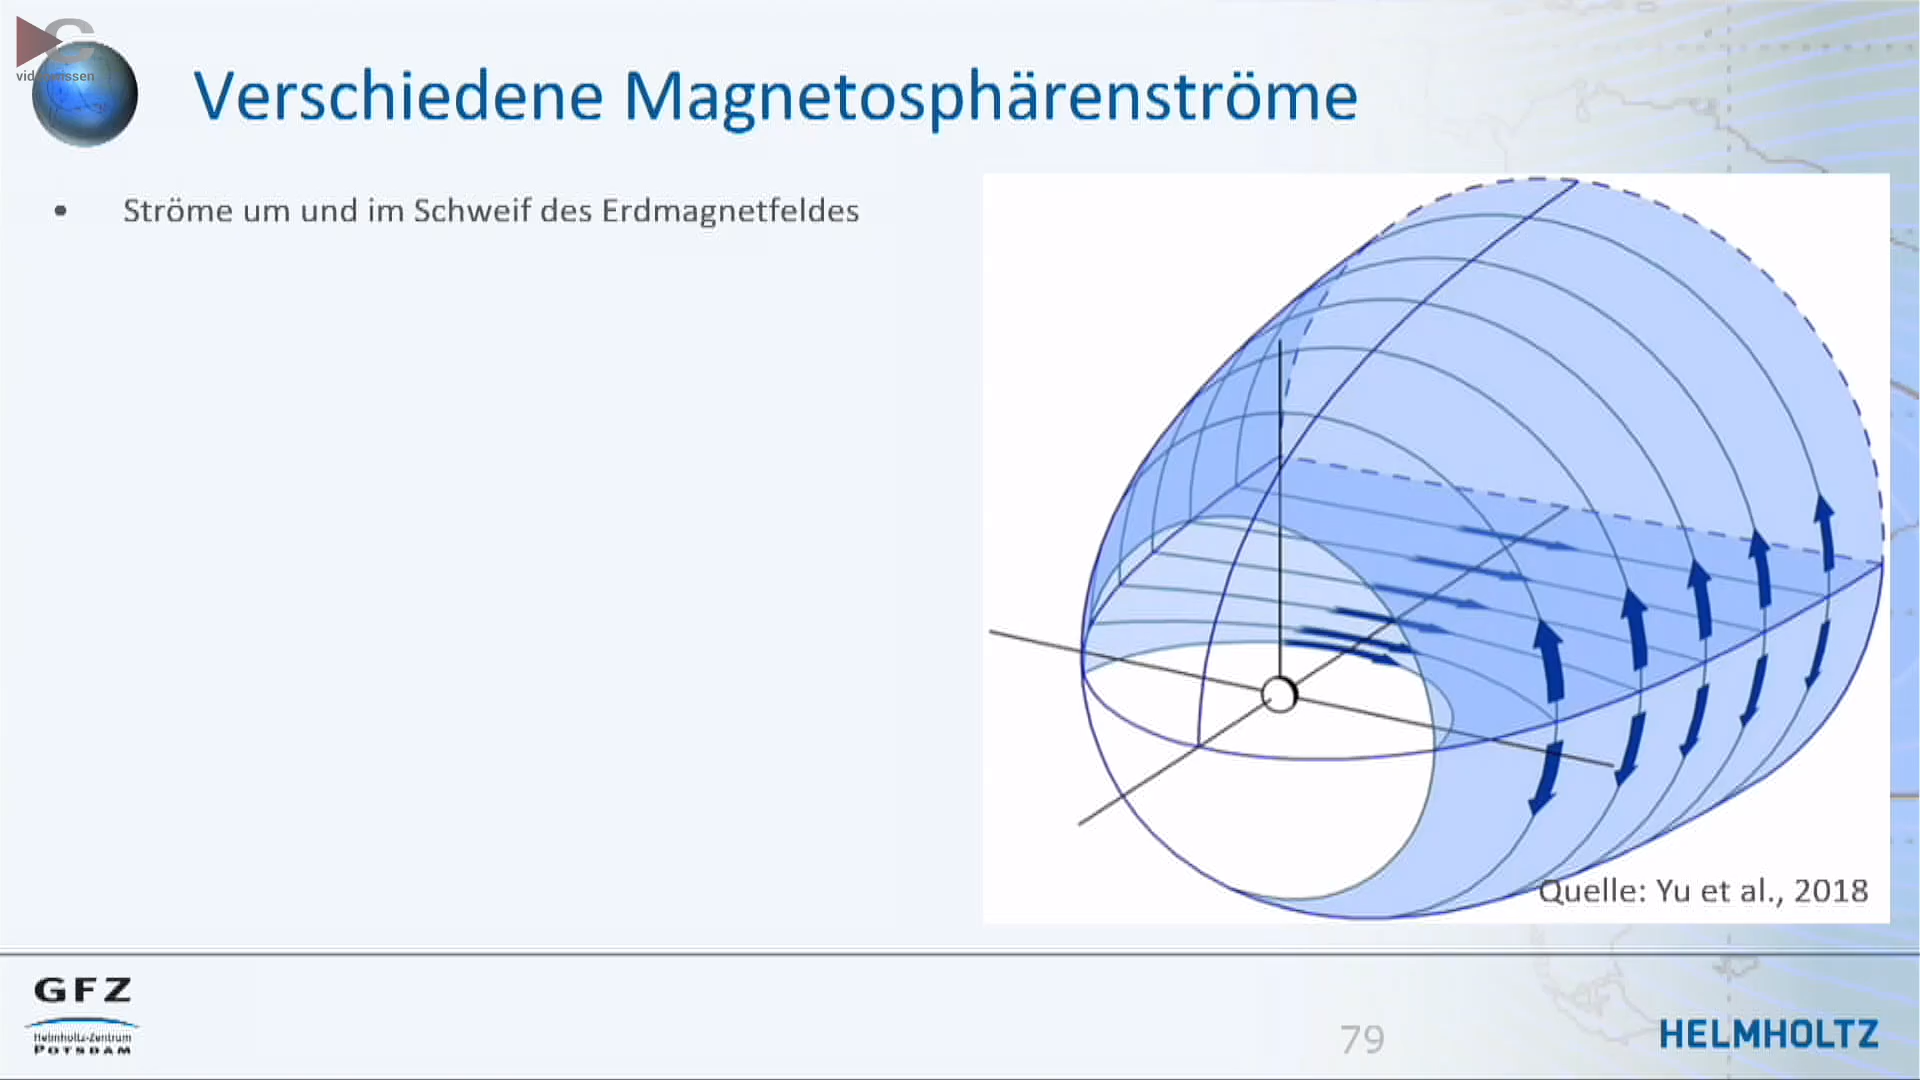 Verschiedene Magnetosphärenströme
• Ströme um und im Schweif des Erdmagnetfeldes
Quelle: Yu et al., 2018
GFZ
Helmholtz-Zentrum
POTSDAM
79
HELMHOLTZ